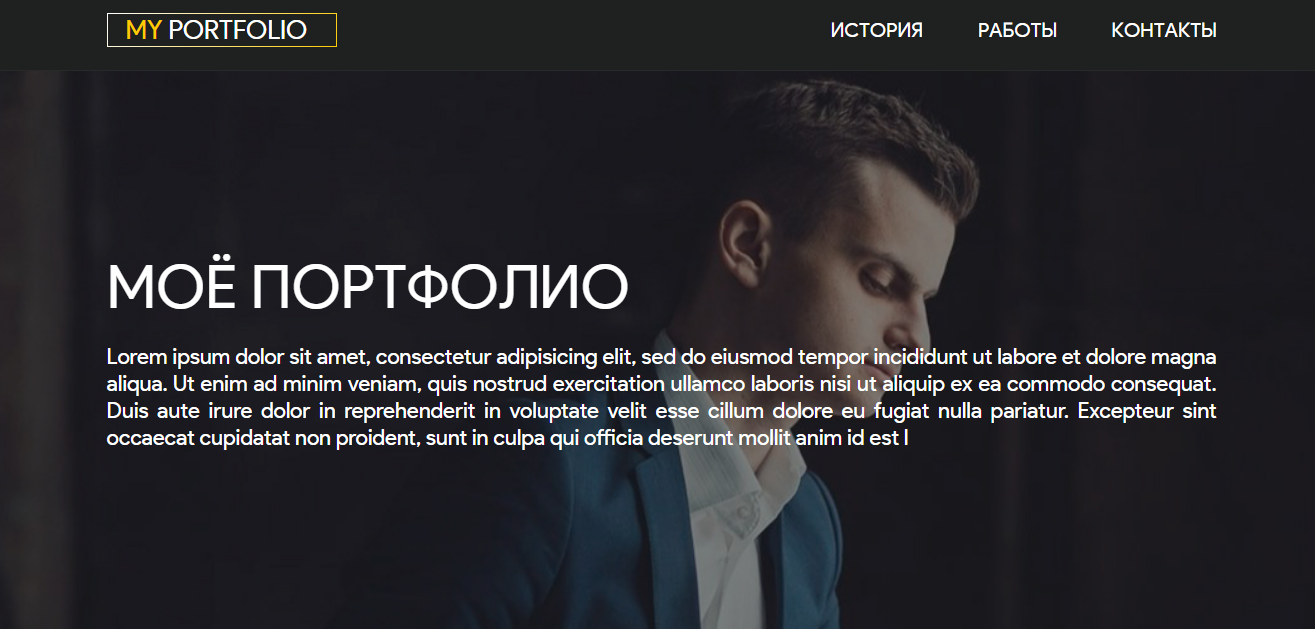 MY PORTFOLIO
ИСТОРИЯ РАБОТЫ КОНТАКТЫ
МОЁ ПОРТФОЛИО
Lorem ipsum dolor sit amet, consectetur adipisicing elit, sed do eiusmod tempor incididunt ut labore et dolore magna
aliqua. Ut enim ad minim veniam, quis nostrud exercitation ullamco laboris nisi ut aliquip ex ea commodo consequat.
Duis aute irure dolor in reprehenderit in voluptate velit esse cillum dolore eu fugiat nulla pariatur. Excepteur sint
occaecat cupidatat non proident, sunt in culpa qui officia deserunt mollit anim id est l